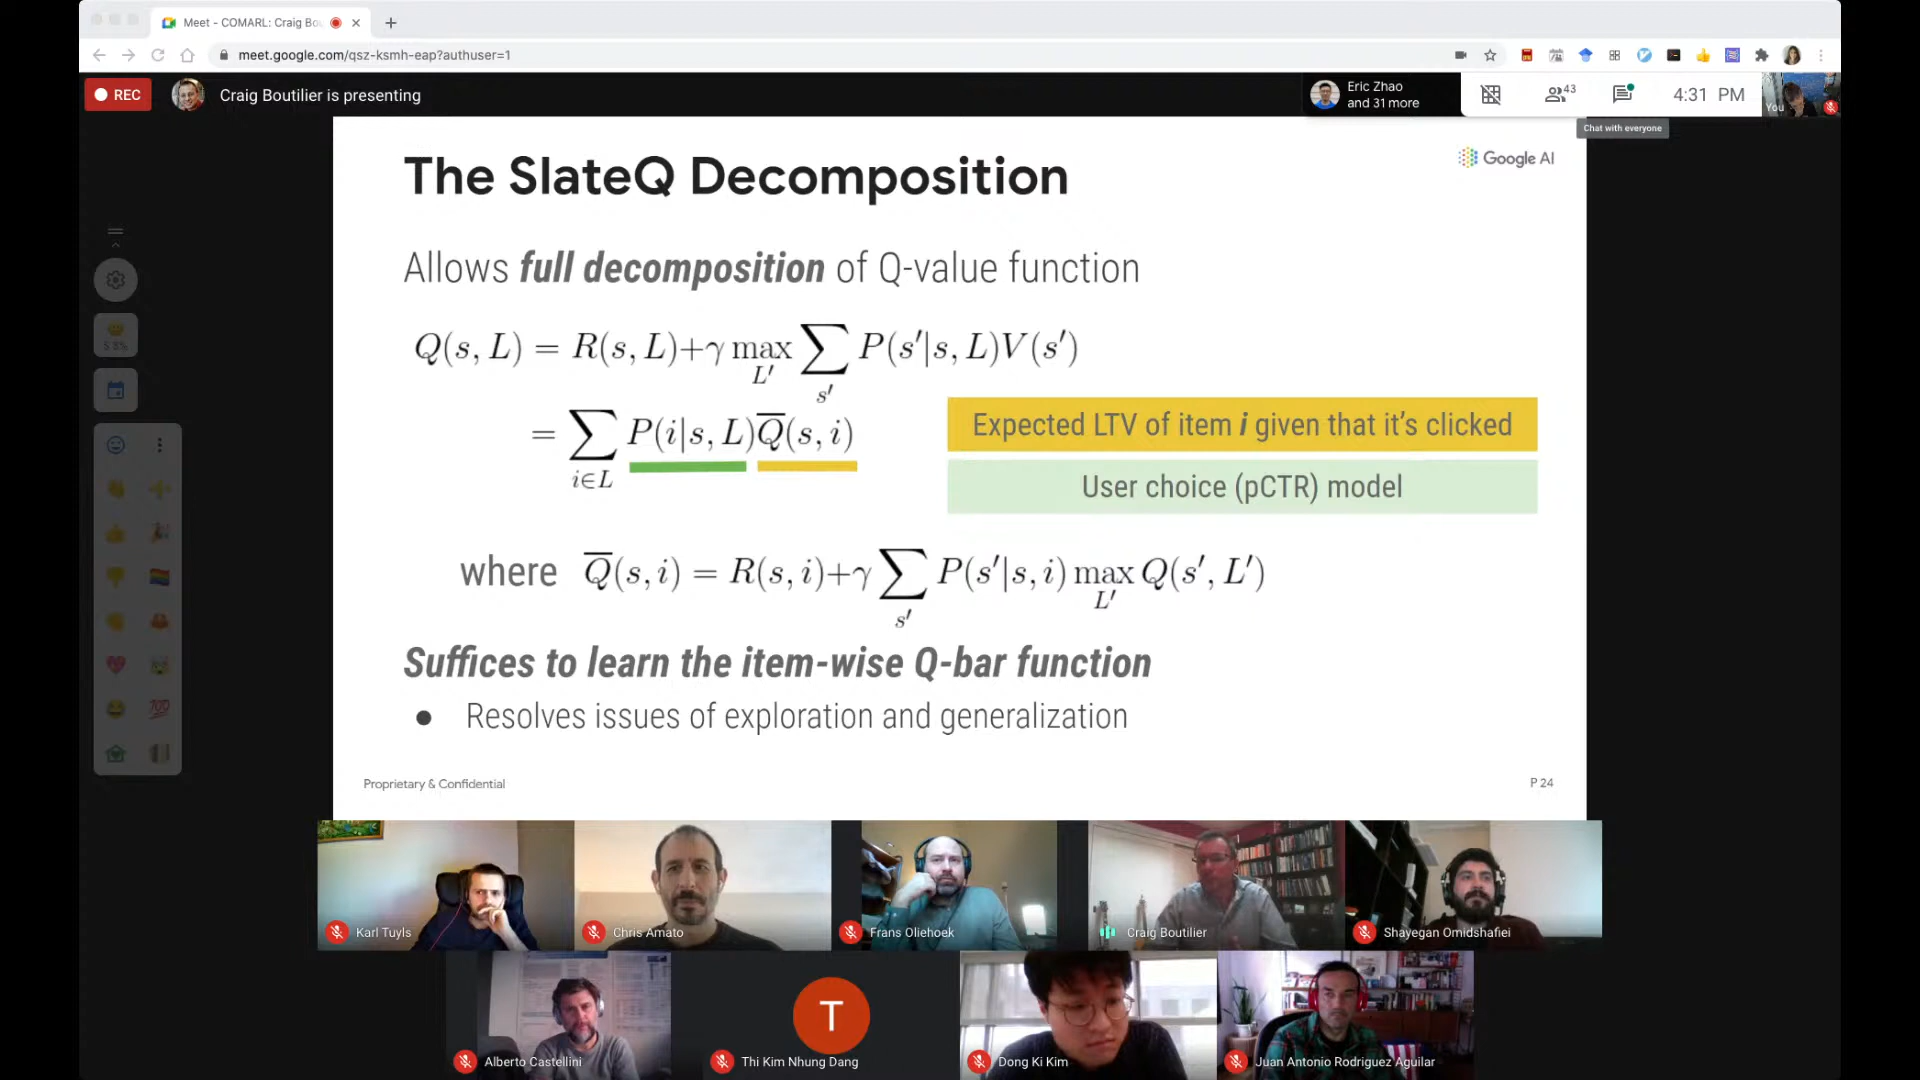 Meet - COMARL: Craig Bo
meet.google.com/qsz-ksmh-eap?authuser=1
REC
Craig Boutilier is presenting
Eric Zhao
and 31 more
43
4:31 PM
You
Chat with everyone
The SlateQ Decomposition
Google AI
Allows full decomposition of Q-value function
Q(s, L) = R(s, L)+γ max_{L′} ∑_{s′} P(s′|s, L)V(s′)
= ∑_{i∈L} P(i|s, L)Q̅(s, i)
Expected LTV of item i given that it's clicked
User choice (pCTR) model
where Q̅(s, i) = R(s, i)+γ ∑_{s′} P(s′|s, i) max_{L′} Q(s′, L′)
Suffices to learn the item-wise Q-bar function
● Resolves issues of exploration and generalization
Proprietary & Confidential
P 24
Karl Tuyls
Chris Amato
Frans Oliehoek
Craig Boutilier
Shayegan Omidshafiei
Alberto Castellini
T
Thi Kim Nhung Dang
Dong Ki Kim
Juan Antonio Rodriguez Aguilar